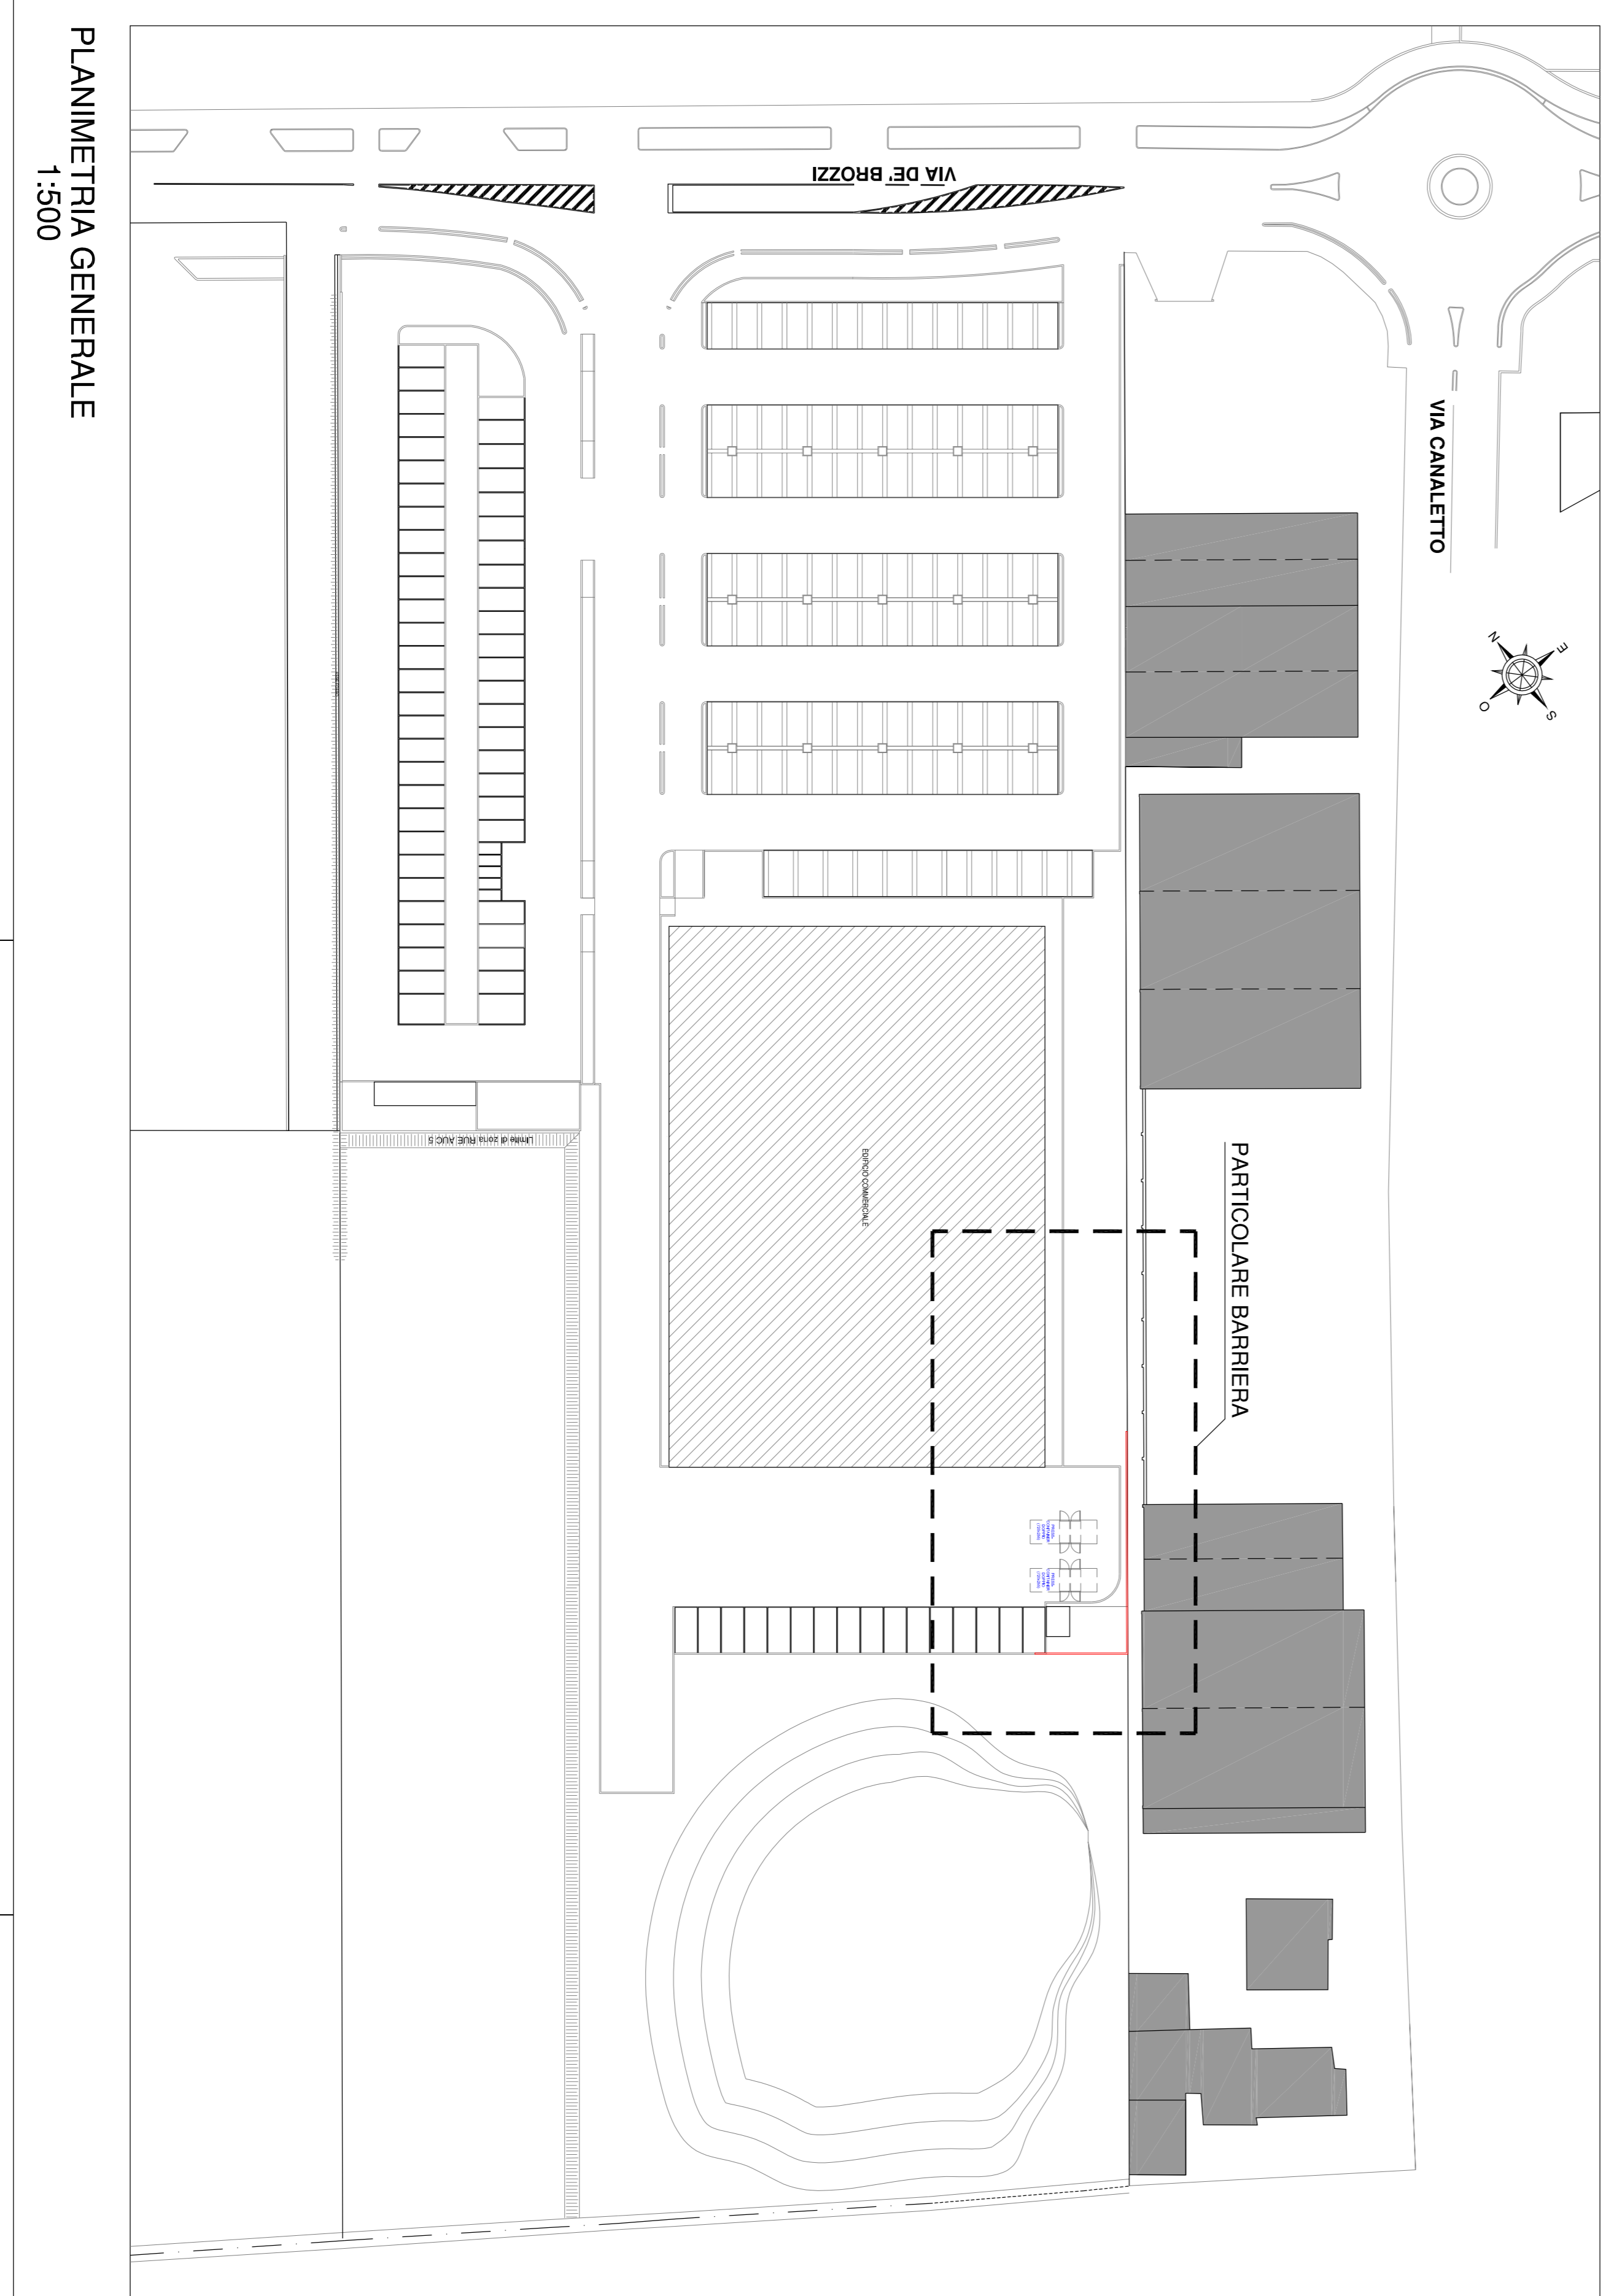 PLANIMETRIA GENERALE
1:500
VIA DE' BROZZI
VIA CANALETTO
N
E
S
O
EDIFICIO COMMERCIALE
PARTICOLARE BARRIERA
Limite di zona RUE AUC 5